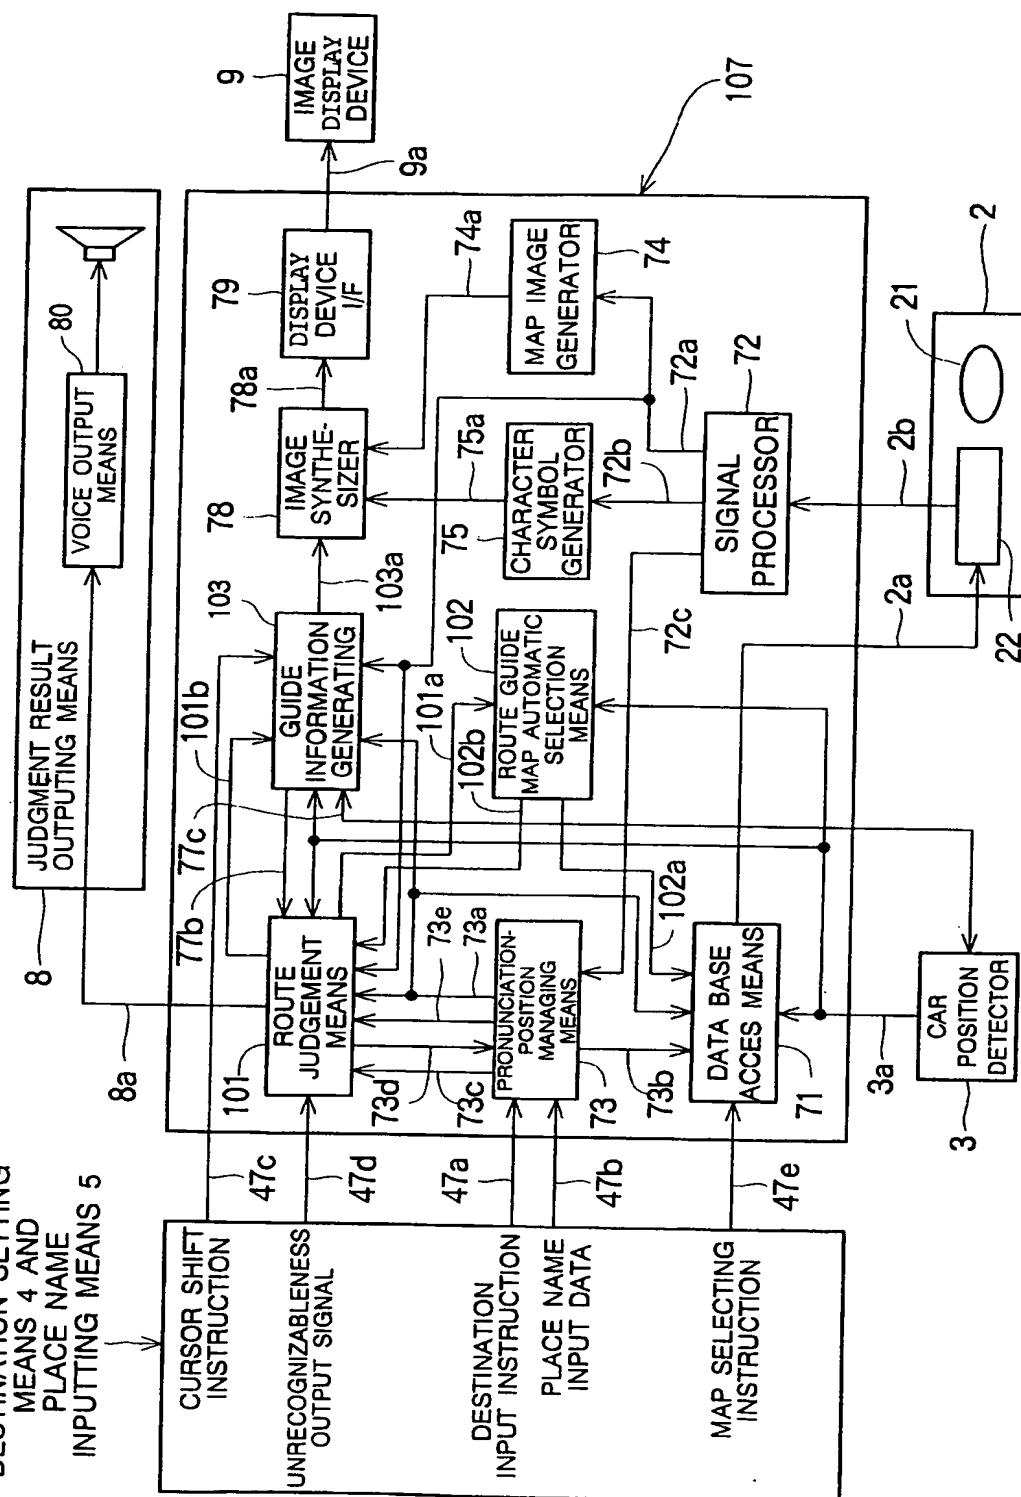 DESTINATION SETTING
MEANS 4 AND
PLACE NAME
INPUTTING MEANS 5
CURSOR SHIFT
INSTRUCTION
UNRECOGNIZABLENESS
OUTPUT SIGNAL
DESTINATION
INPUT INSTRUCTION
PLACE NAME
INPUT DATA
MAP SELECTING
INSTRUCTION
47c
47d
47a
47b
47e
8
JUDGMENT RESULT
OUTPUTING MEANS
80
VOICE OUTPUT
MEANS
8a
101
ROUTE
JUDGEMENT
MEANS
77b
77c
101b
103
GUIDE
INFORMATION
GENERATING
103a
78
IMAGE
SYNTHE-
SIZER
78a
79
DISPLAY
DEVICE
I/F
9a
9
IMAGE
DISPLAY
DEVICE
73d
73c
73e
73a
101a
102b
102
ROUTE GUIDE
MAP AUTOMATIC
SELECTION
MEANS
102a
75a
75
CHARACTER
SYMBOL
GENERATOR
74a
MAP IMAGE
GENERATOR
74
PRONUNCIATION-
POSITION
MANAGING
MEANS
73
73b
72c
72b
72a
72
SIGNAL
PROCESSOR
DATA BASE
ACCES MEANS
71
107
3a
CAR
POSITION
DETECTOR
3
2a
2b
22
21
2